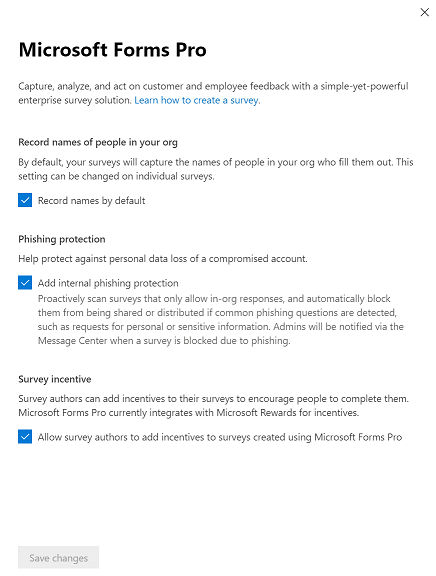 Microsoft Forms Pro
Capture, analyze, and act on customer and employee feedback with a simple-yet-powerful
enterprise survey solution. Learn how to create a survey.
Record names of people in your org
By default, your surveys will capture the names of people in your org who fill them out. This
setting can be changed on individual surveys.
Record names by default
Phishing protection
Help protect against personal data loss of a compromised account.
Add internal phishing protection
Proactively scan surveys that only allow in-org responses, and automatically block
them from being shared or distributed if common phishing questions are detected,
such as requests for personal or sensitive information. Admins will be notified via the
Message Center when a survey is blocked due to phishing.
Survey incentive
Survey authors can add incentives to their surveys to encourage people to complete them.
Microsoft Forms Pro currently integrates with Microsoft Rewards for incentives.
Allow survey authors to add incentives to surveys created using Microsoft Forms Pro
Save changes